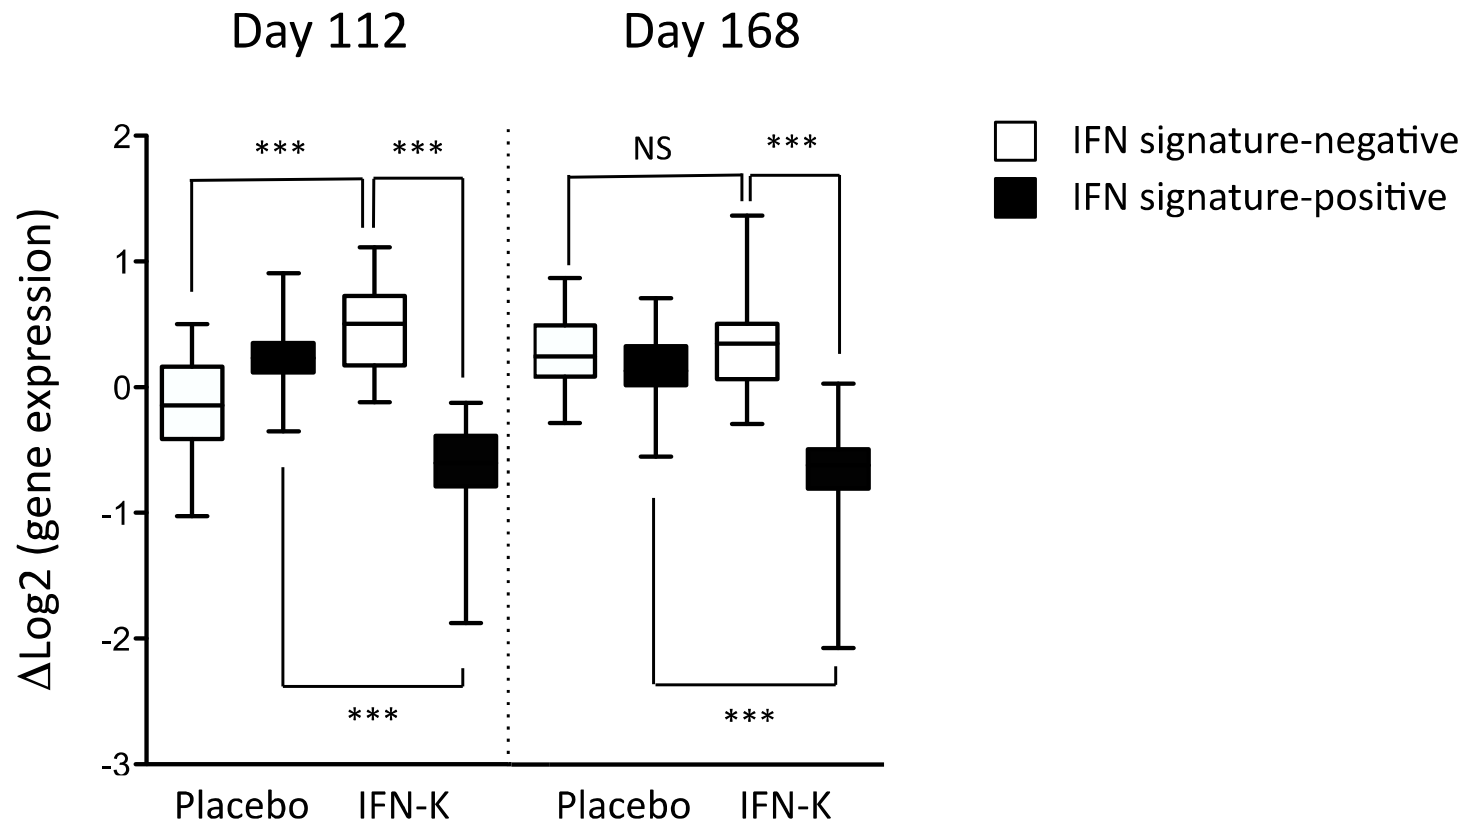 Day 112
Day 168
IFN signature-negative
IFN signature-positive
ΔLog2 (gene expression)
2
1
0
-1
-2
-3
***
***
NS
***
***
***
Placebo
IFN-K
Placebo
IFN-K